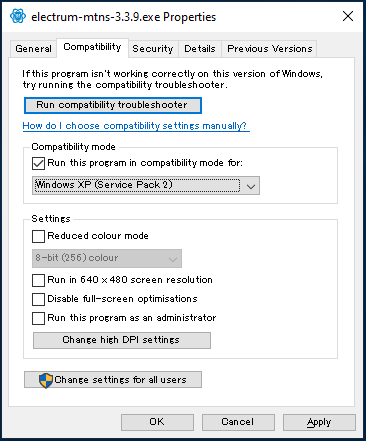 electrum-mtns-3.3.9.exe Properties
General Compatibility Security Details Previous Versions
If this program isn't working correctly on this version of Windows,
try running the compatibility troubleshooter.
Run compatibility troubleshooter
How do I choose compatibility settings manually?
Compatibility mode
Run this program in compatibility mode for:
Windows XP (Service Pack 2)
Settings
Reduced colour mode
8-bit (256) colour
Run in 640 x 480 screen resolution
Disable full-screen optimisations
Run this program as an administrator
Change high DPI settings
Change settings for all users
OK Cancel Apply